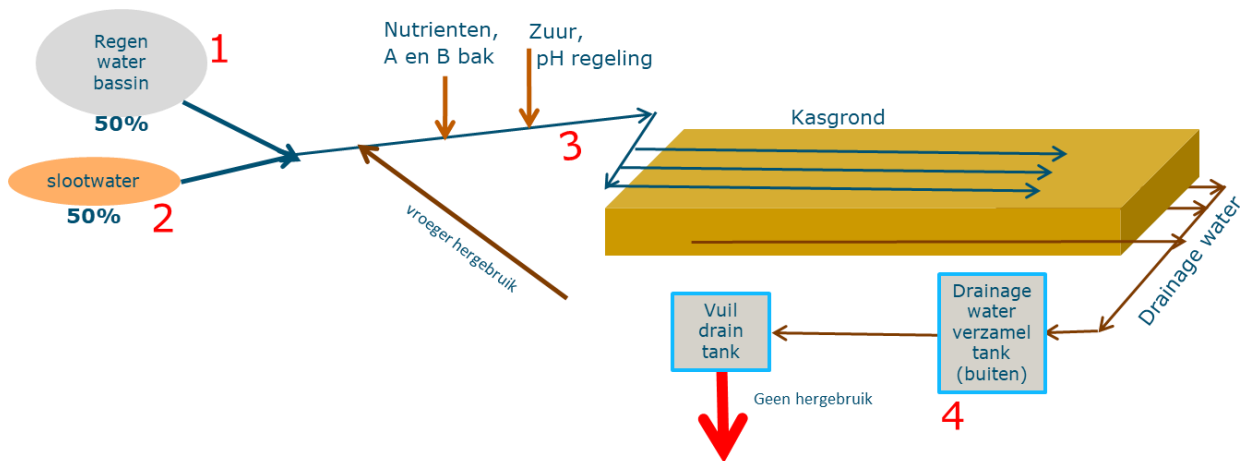 Regen
water
bassin
50%
1
slootwater
50%
2
Nutrienten,
A en B bak
Zuur,
pH regeling
3
vroeger hergebruik
Kasgrond
Drainage water
Drainage
water
verzamel
tank
(buiten)
4
Vuil
drain
tank
Geen hergebruik